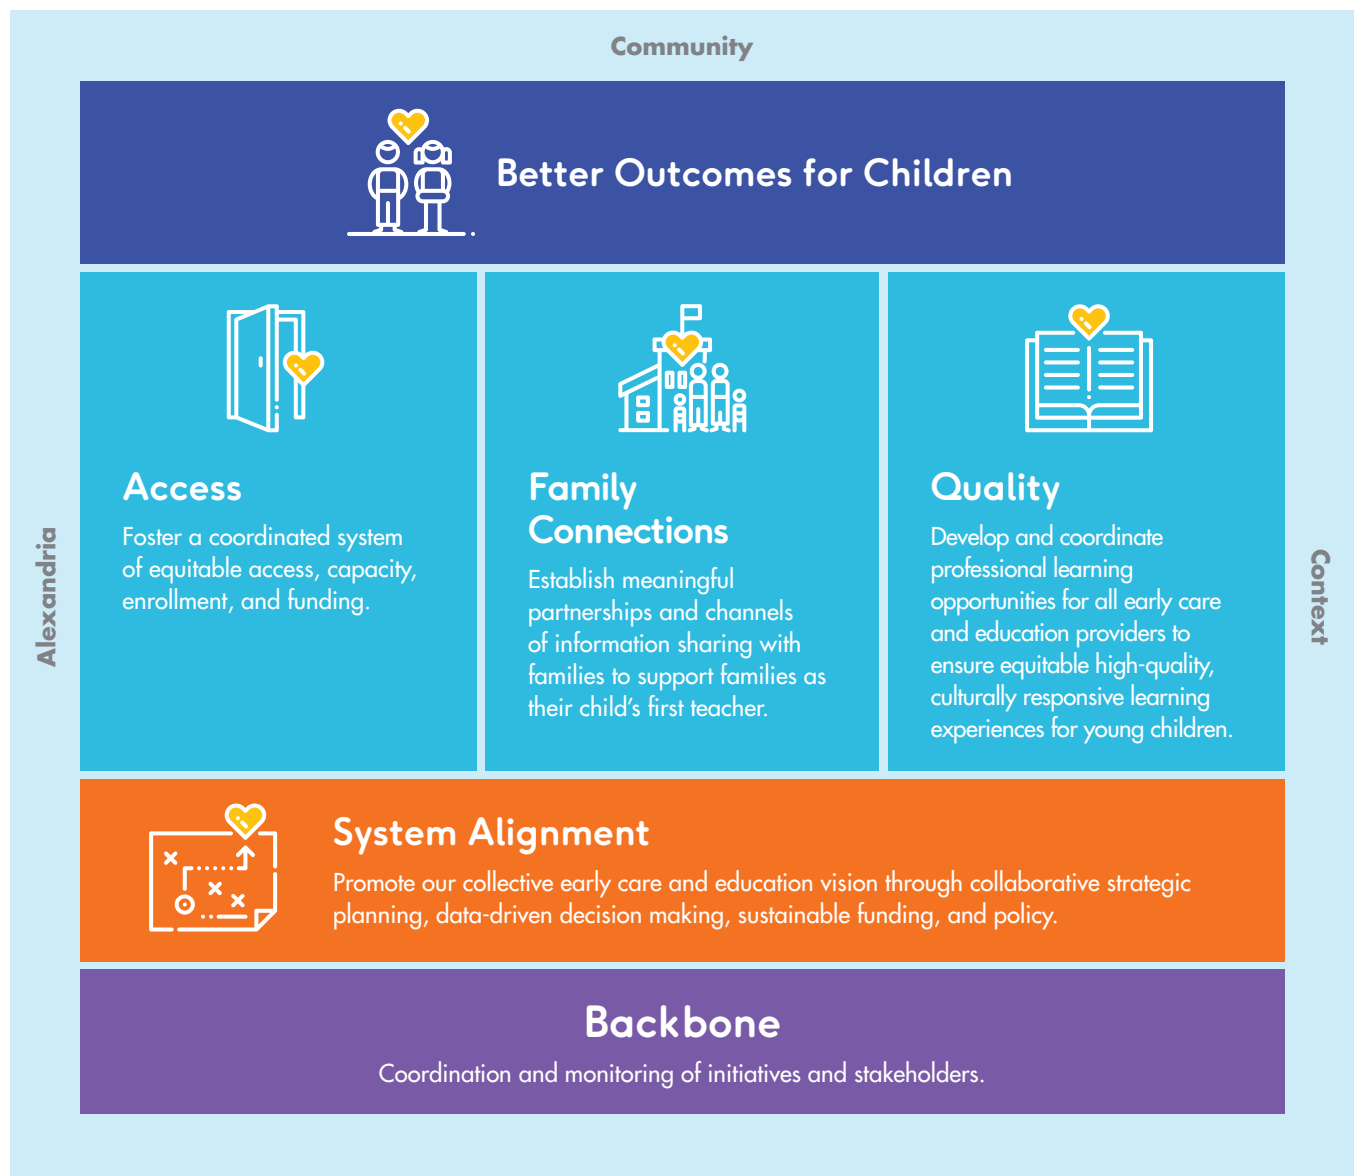 Community
Better Outcomes for Children
Access
Foster a coordinated system
of equitable access, capacity,
enrollment, and funding.
Family
Connections
Establish meaningful
partnerships and channels
of information sharing with
families to support families as
their child’s first teacher.
Quality
Develop and coordinate
professional learning
opportunities for all early care
and education providers to
ensure equitable high-quality,
culturally responsive learning
experiences for young children.
Alexandria
Context
System Alignment
Promote our collective early care and education vision through collaborative strategic
planning, data-driven decision making, sustainable funding, and policy.
Backbone
Coordination and monitoring of initiatives and stakeholders.